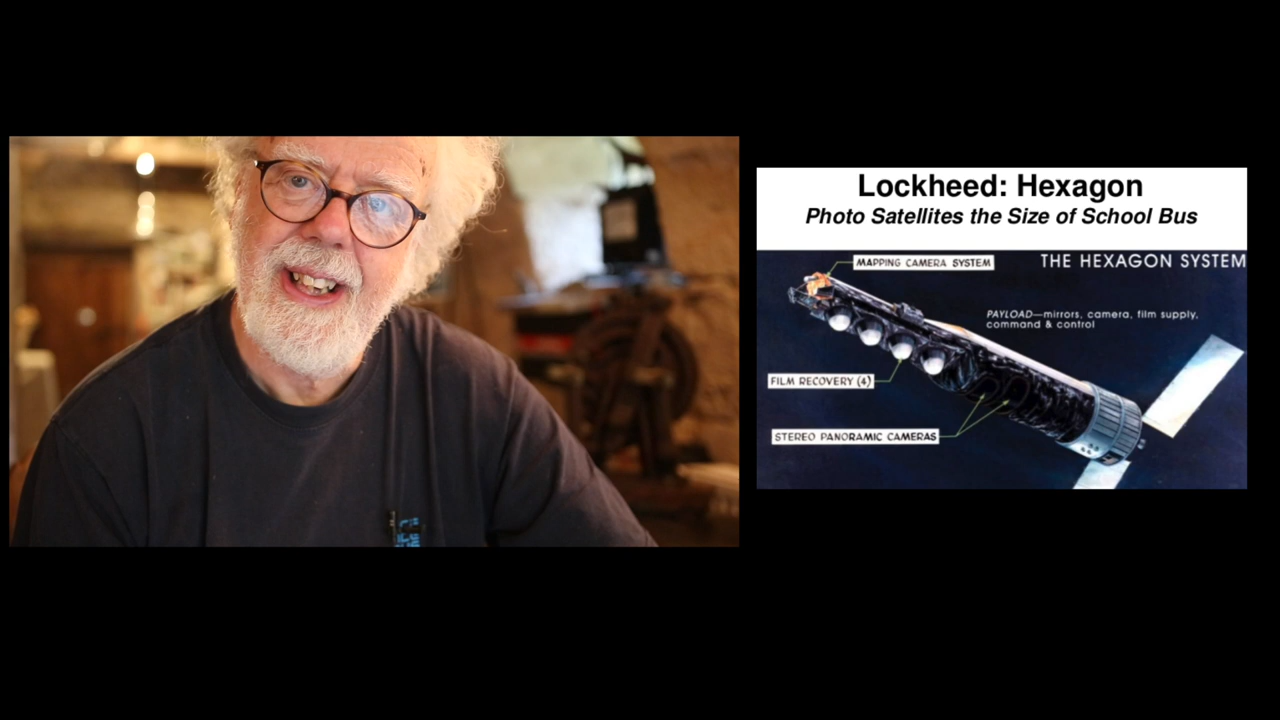 Lockheed: Hexagon
Photo Satellites the Size of School Bus
MAPPING CAMERA SYSTEM
THE HEXAGON SYSTEM
PAYLOAD—mirrors, camera, film supply,
command & control
FILM RECOVERY (4)
STEREO PANORAMIC CAMERAS